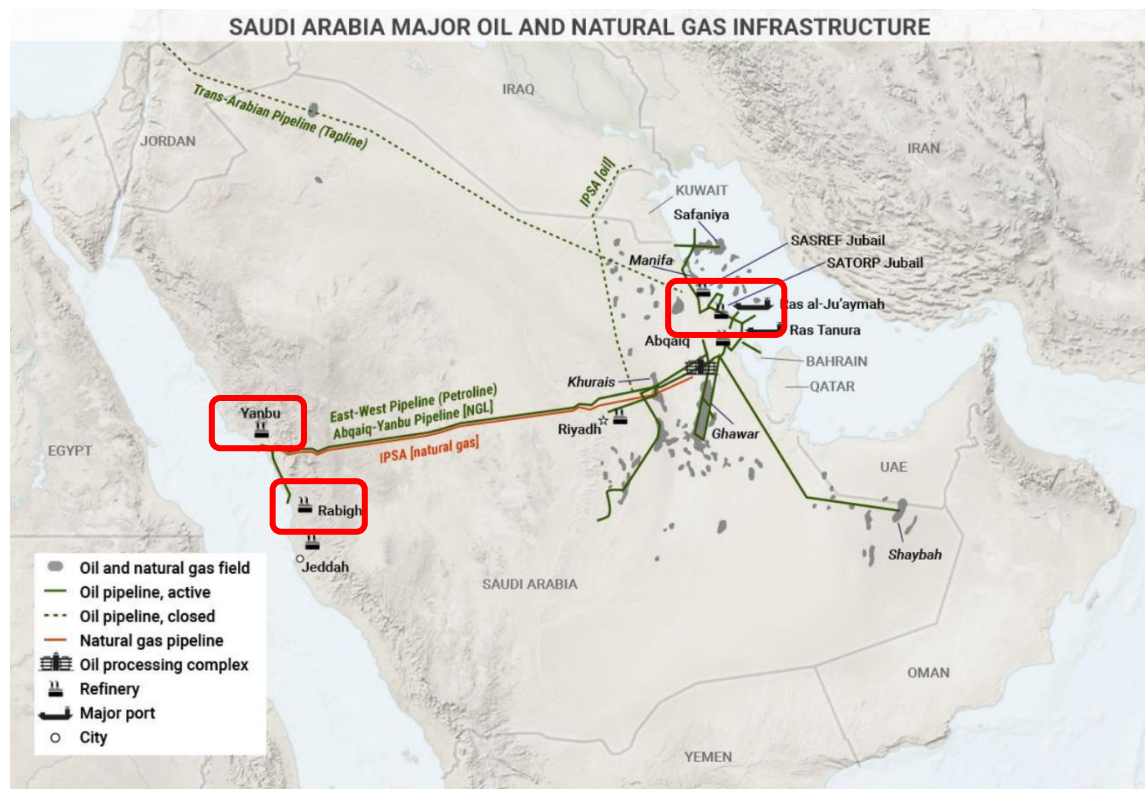 SAUDI ARABIA MAJOR OIL AND NATURAL GAS INFRASTRUCTURE
Trans-Arabian Pipeline (Tapline)
IRAQ
JORDAN
IRAN
IPSA [oil]
KUWAIT
Safaniya
SASREF Jubail
Manifa
SATORP Jubail
Ras al-Ju'aymah
Ras Tanura
Abqaiq
BAHRAIN
QATAR
Khurais
East-West Pipeline (Petroline)
Abqaiq-Yanbu Pipeline [NGL]
IPSA [natural gas]
Yanbu
Riyadh
Ghawar
EGYPT
UAE
Rabigh
Shaybah
Jeddah
SAUDI ARABIA
OMAN
YEMEN
Oil and natural gas field
Oil pipeline, active
Oil pipeline, closed
Natural gas pipeline
Oil processing complex
Refinery
Major port
City